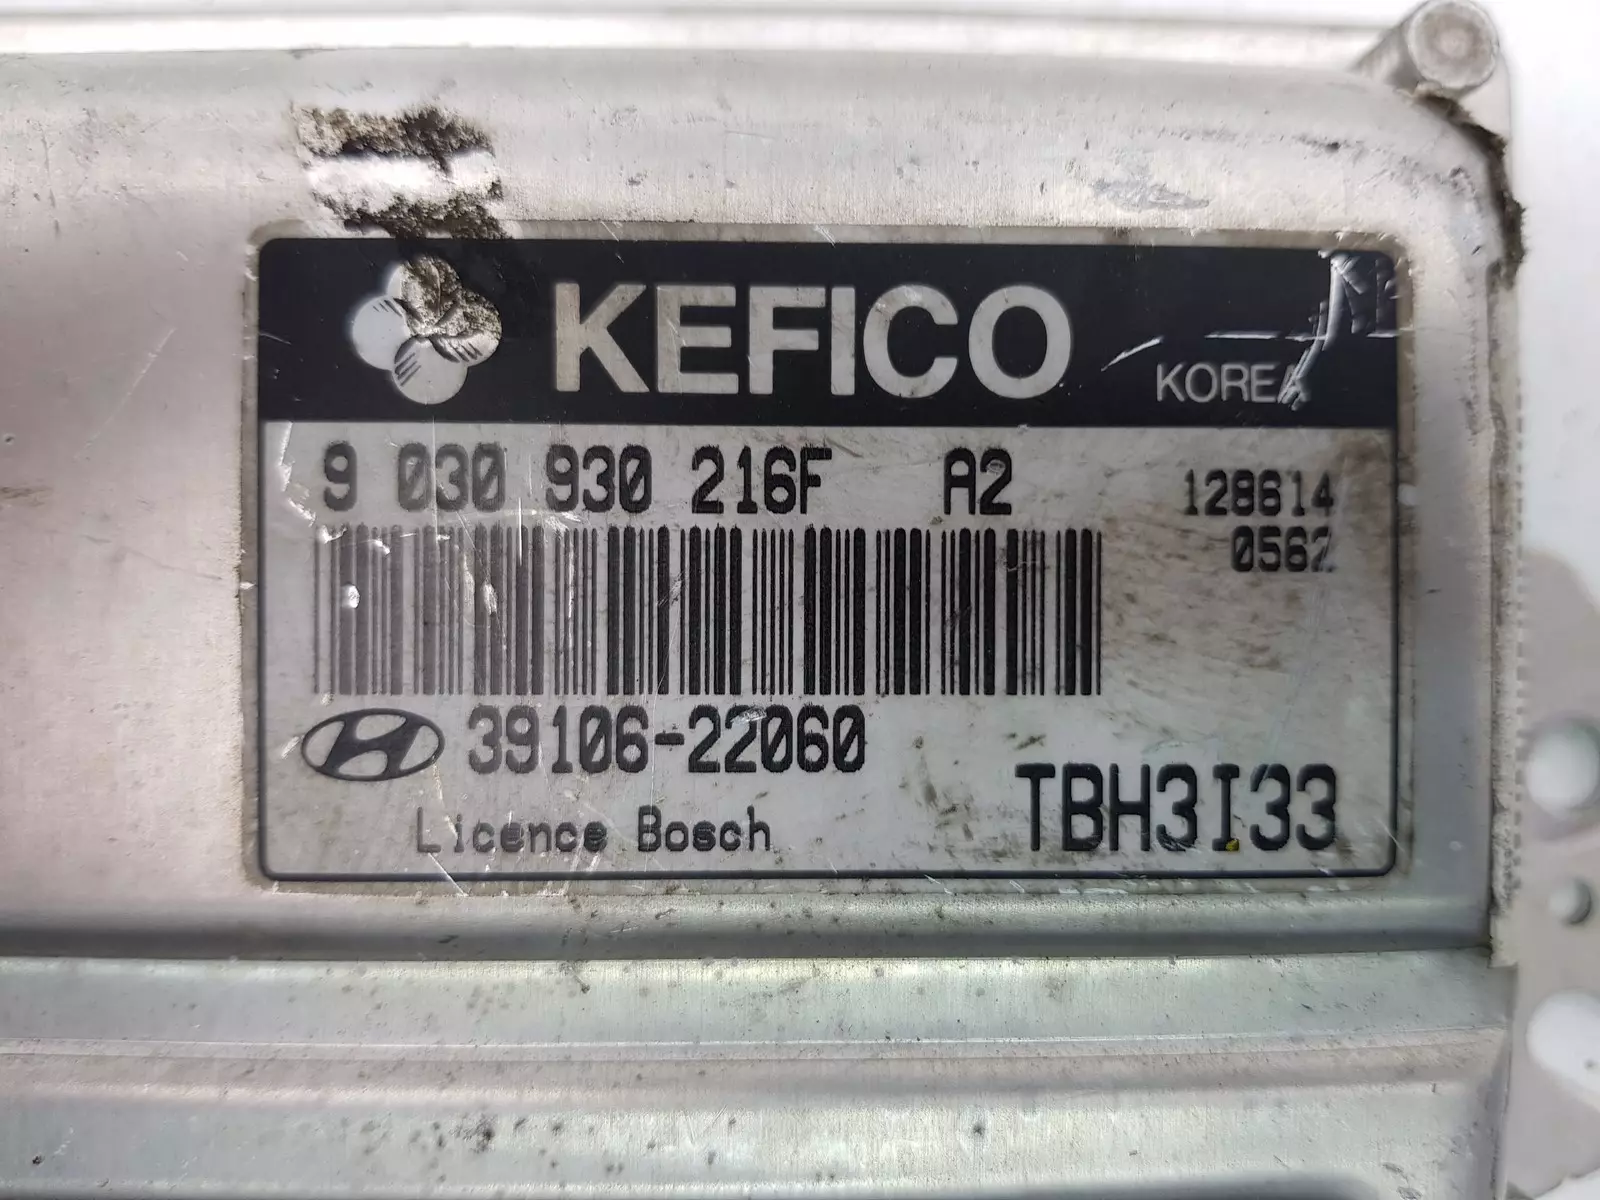 KEFICO KOREA
9 030 930 216F A2 128614
0562
39106-22060
TBH3I33
Licence Bosch